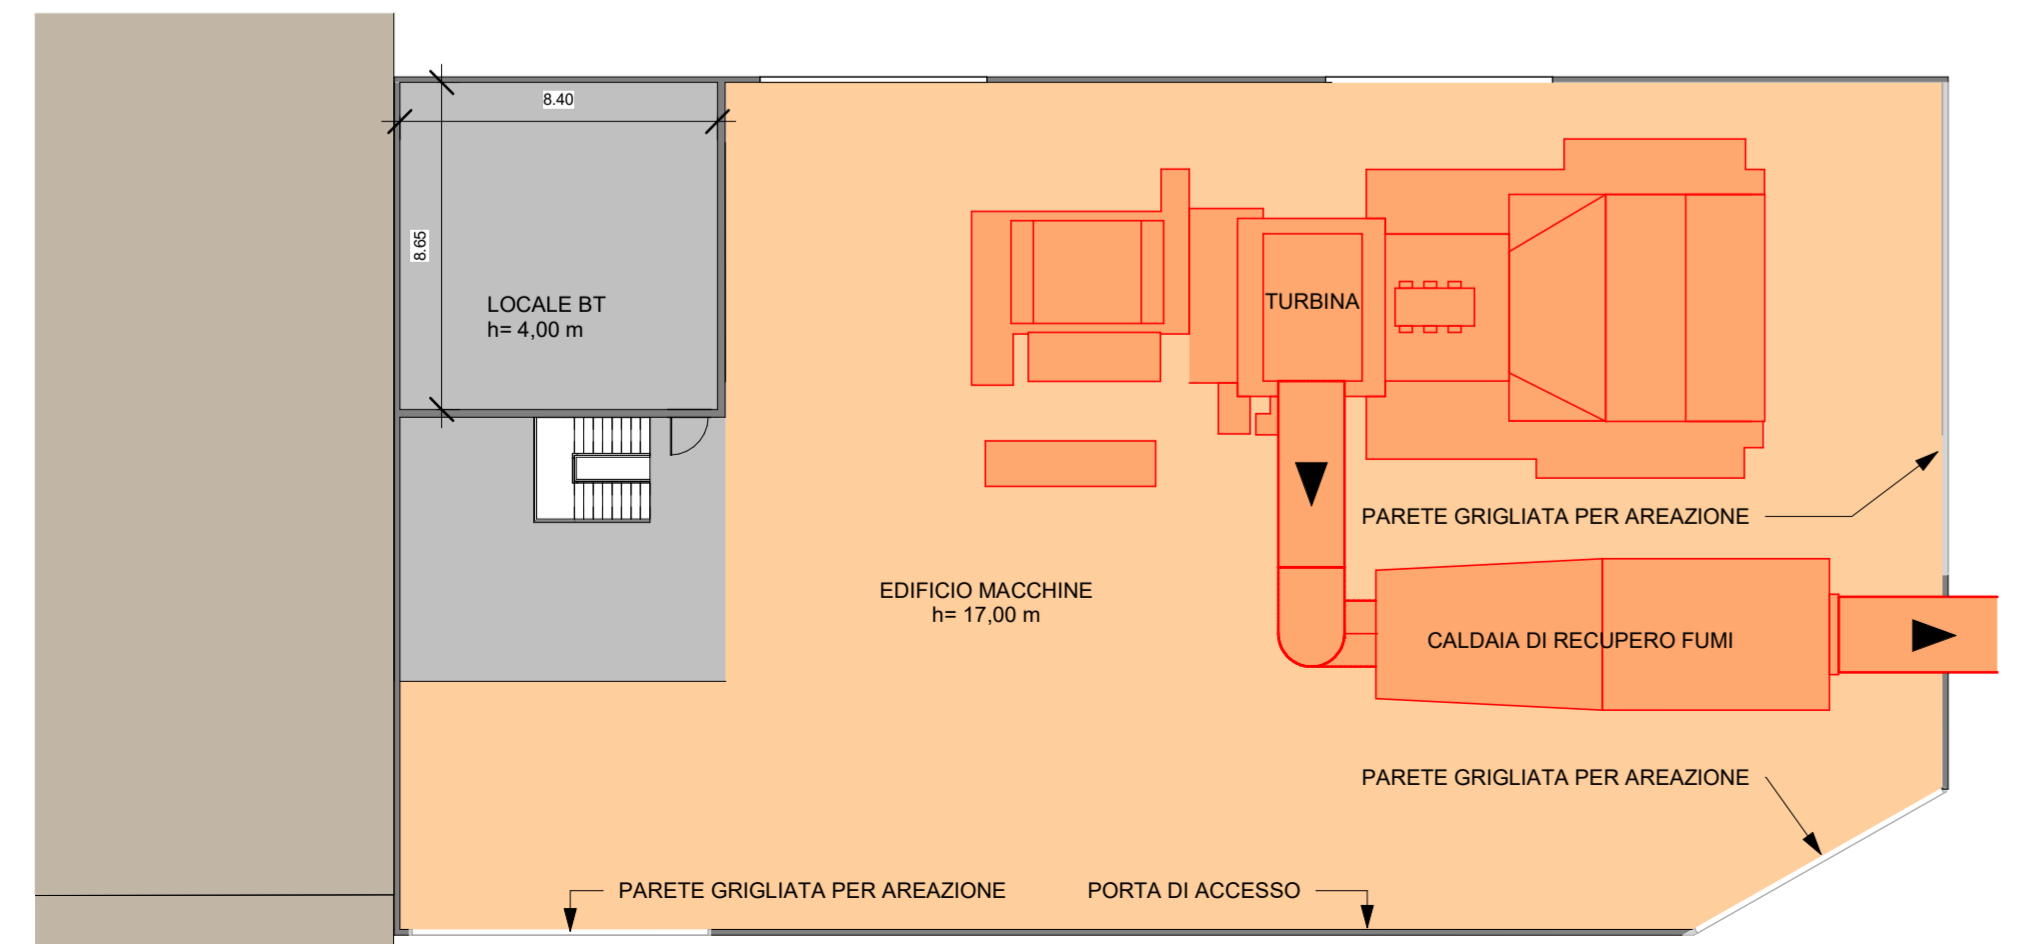 8.40
8.65
LOCALE BT
h= 4,00 m
TURBINA
PARETE GRIGLIATA PER AREAZIONE
EDIFICIO MACCHINE
h= 17,00 m
CALDAIA DI RECUPERO FUMI
PARETE GRIGLIATA PER AREAZIONE
PARETE GRIGLIATA PER AREAZIONE
PORTA DI ACCESSO